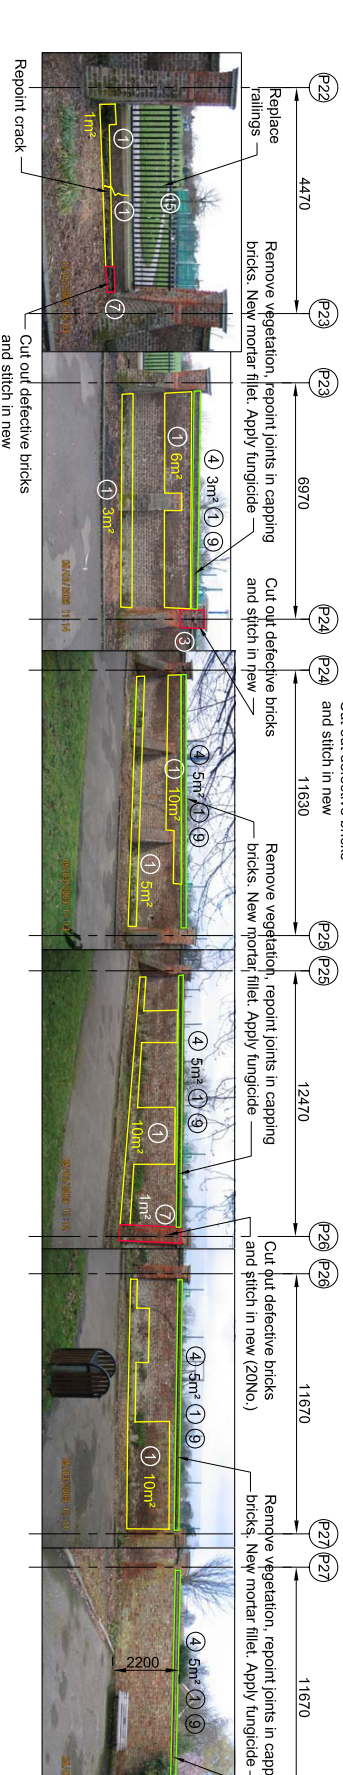 P22
4470
P23
Replace
railings
15
1
1
1m²
7
Repoint crack
Cut out defective bricks
and stitch in new
P23
6970
P24
Remove vegetation, repoint joints in capping
bricks. New mortar fillet. Apply fungicide
4 3m² 1 9
1 6m²
1 3m²
3
Cut out defective bricks
and stitch in new
P24
11630
P25
and stitch in new
Remove vegetation, repoint joints in capping
bricks. New mortar fillet. Apply fungicide
4 5m² 1 9
1 10m²
1 5m²
P25
12470
P26
4 5m² 1 9
1
10m²
7
1m²
Cut out defective bricks
and stitch in new (20No.)
P26
11670
P27
Remove vegetation, repoint joints in capp
bricks. New mortar fillet. Apply fungicide
4 5m² 1 9
1 10m²
P27
11670
4 5m² 1 9
2200